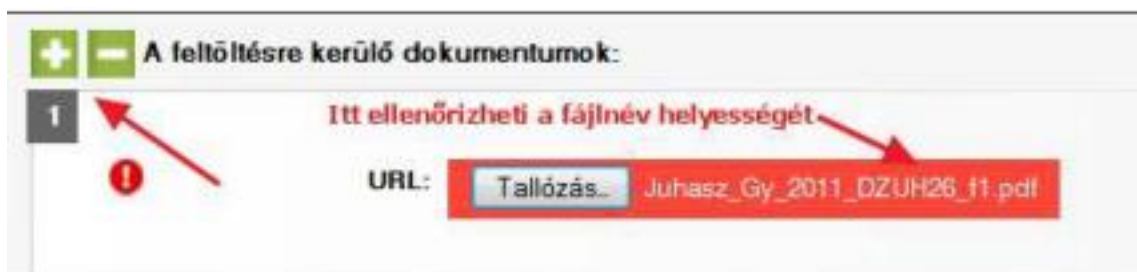 A feltöltésre kerülő dokumentumok:
1
Itt ellenőrizheti a fájlnév helyességét
URL: Tallózás... Juhasz_Gy_2011_DZUH26_f1.pdf